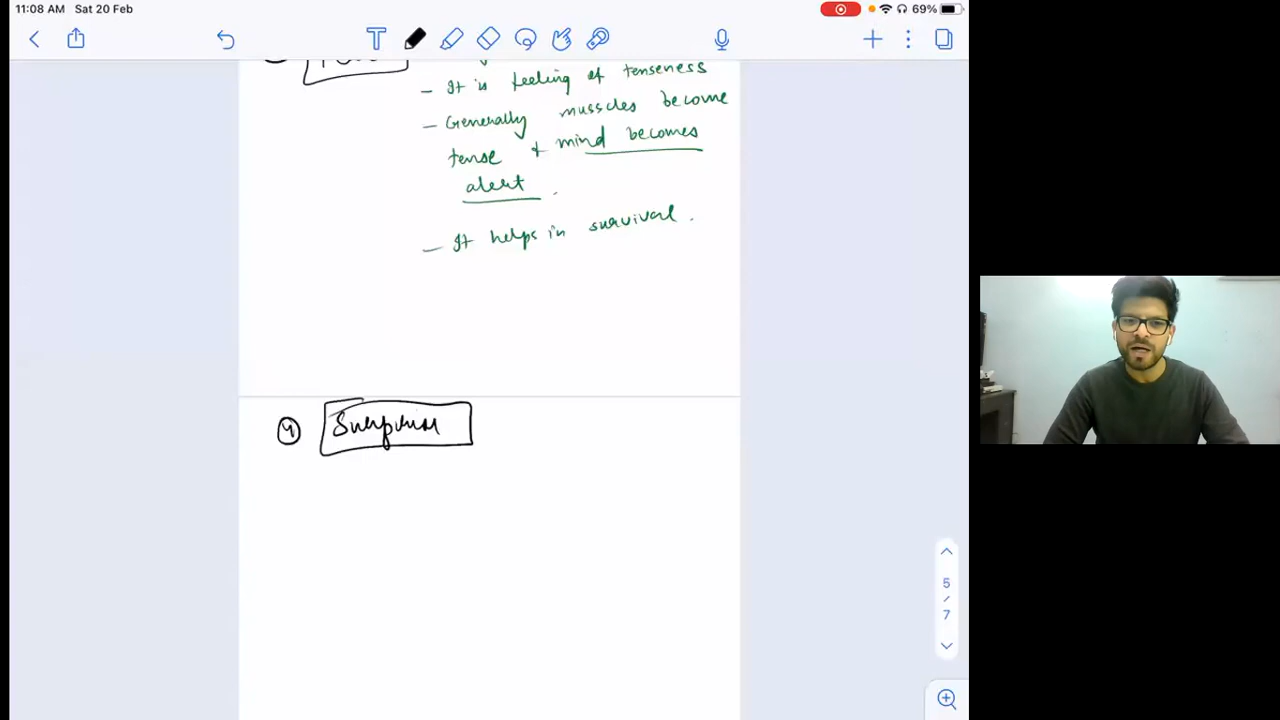 11:08 AM Sat 20 Feb
69%
T
- It is feeling of tenseness
- Generally musscles become
tense + mind becomes
alert.
- It helps in survival.
4 Surprise
5
/
7